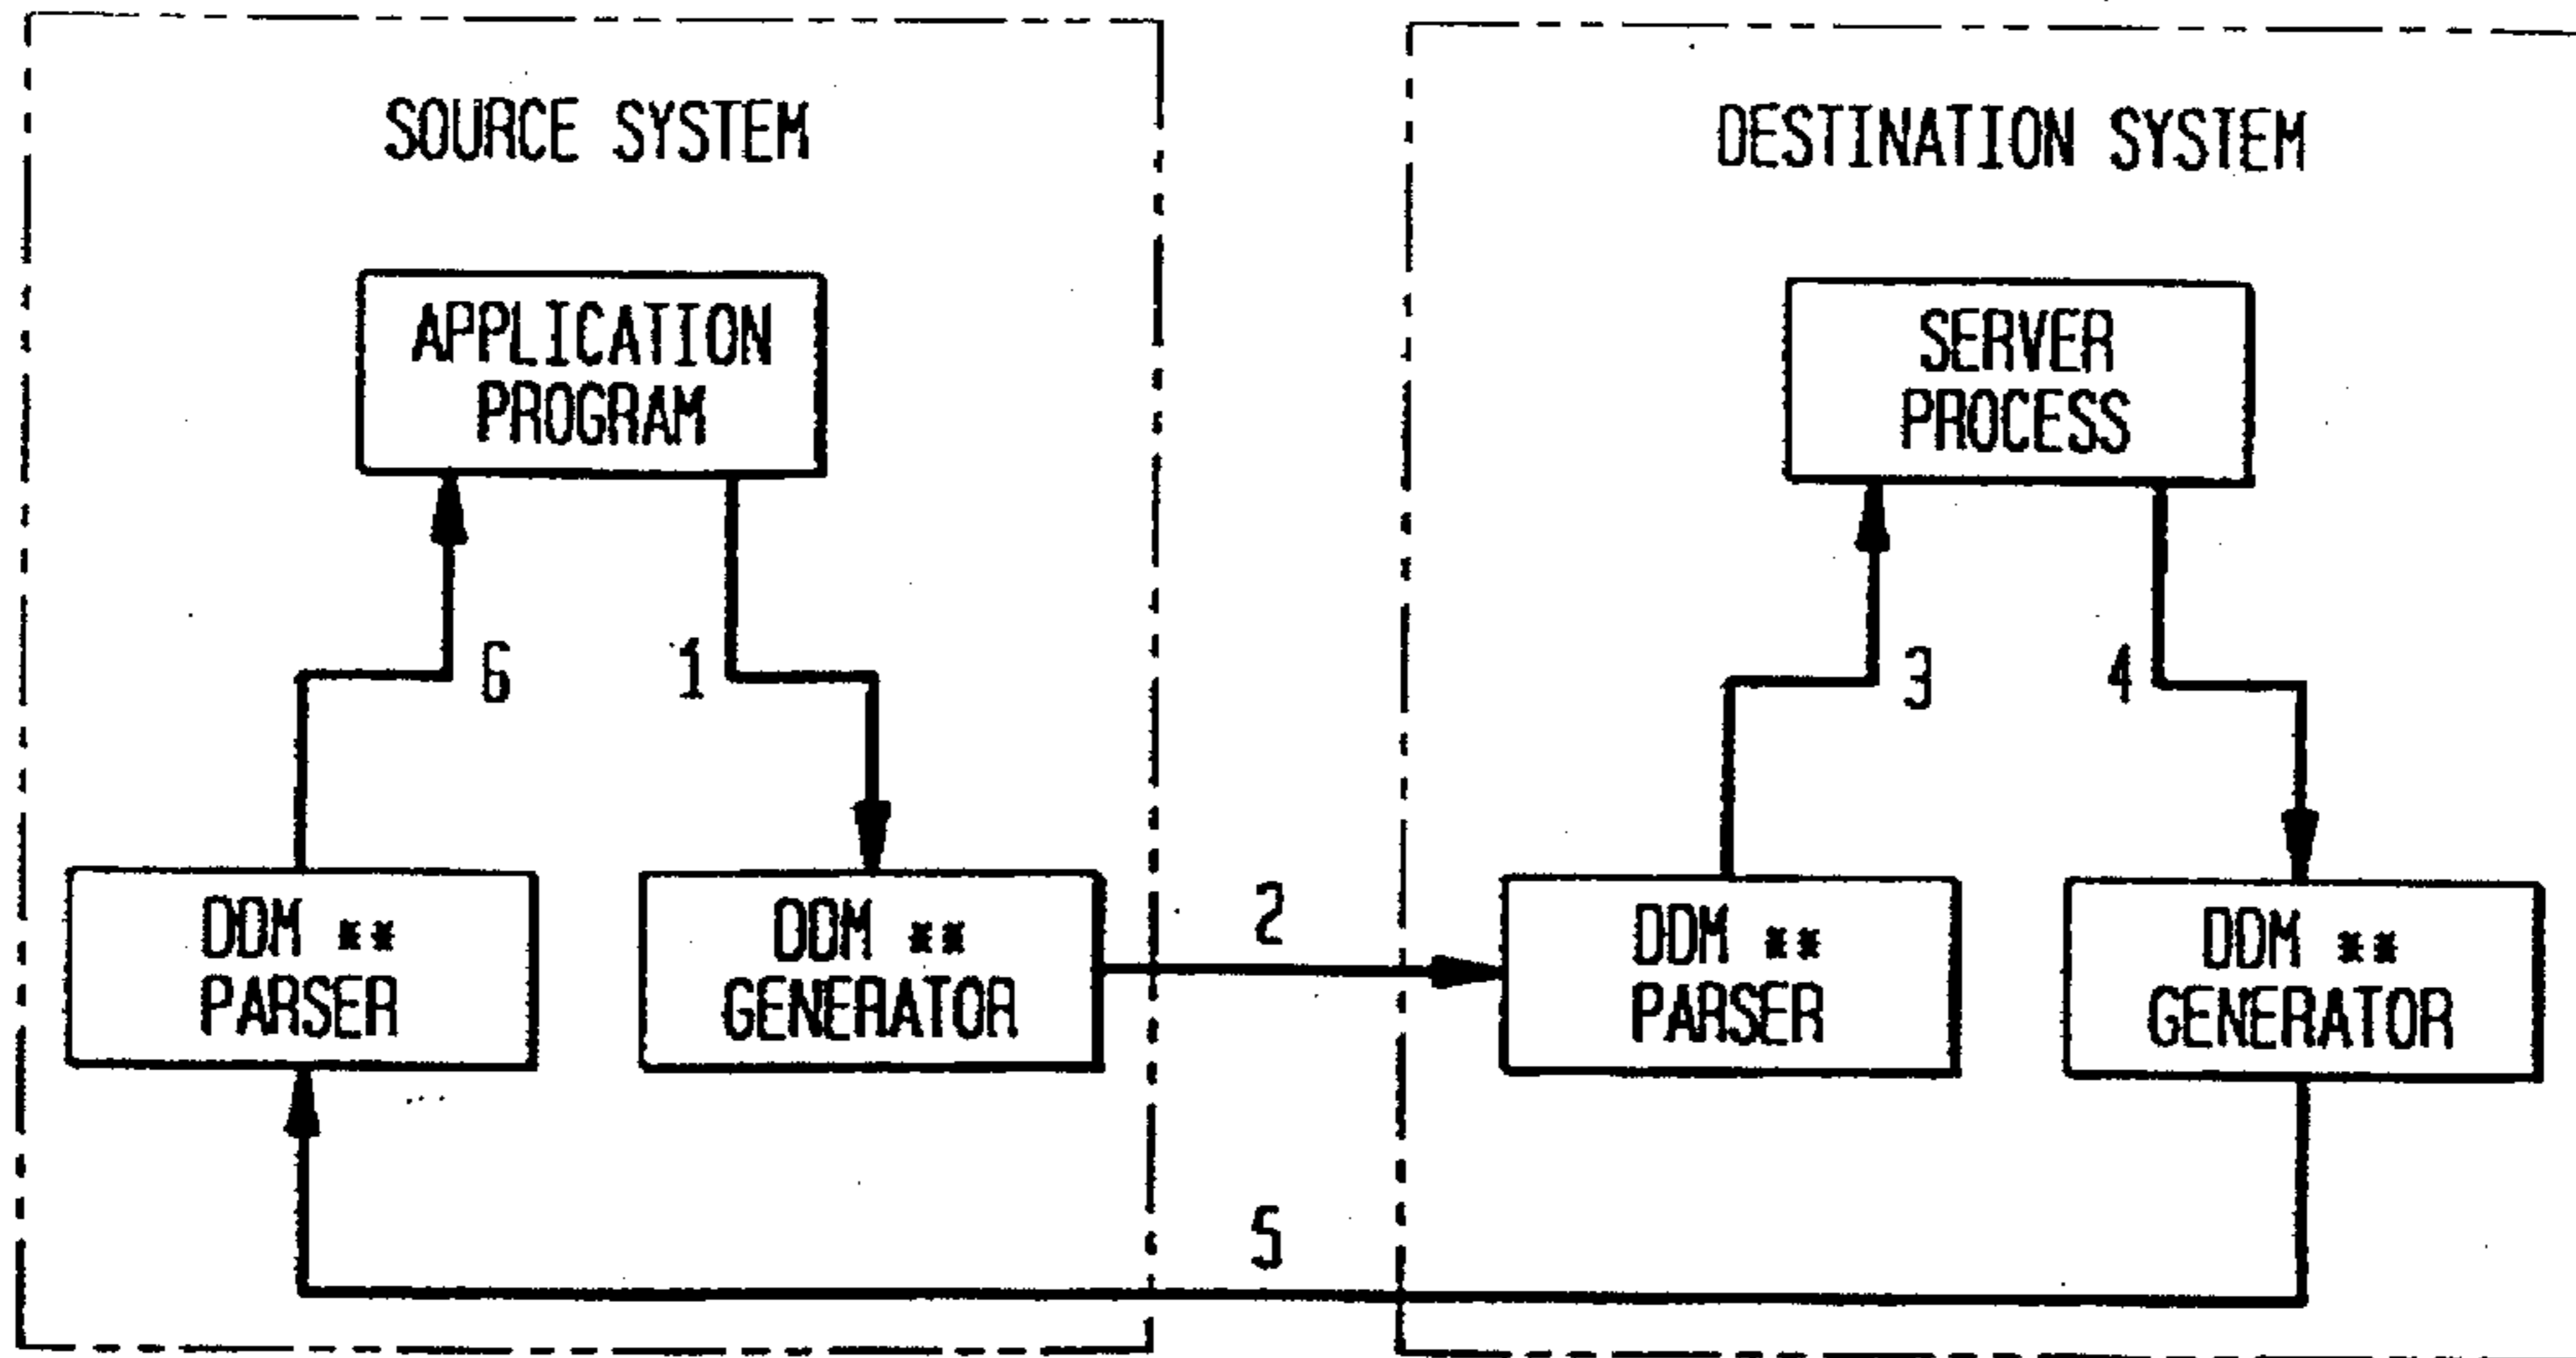 SOURCE SYSTEM
DESTINATION SYSTEM
APPLICATION
PROGRAM
SERVER
PROCESS
6
1
3
4
DDM **
PARSER
DDM **
GENERATOR
2
DDM **
PARSER
DDM **
GENERATOR
5